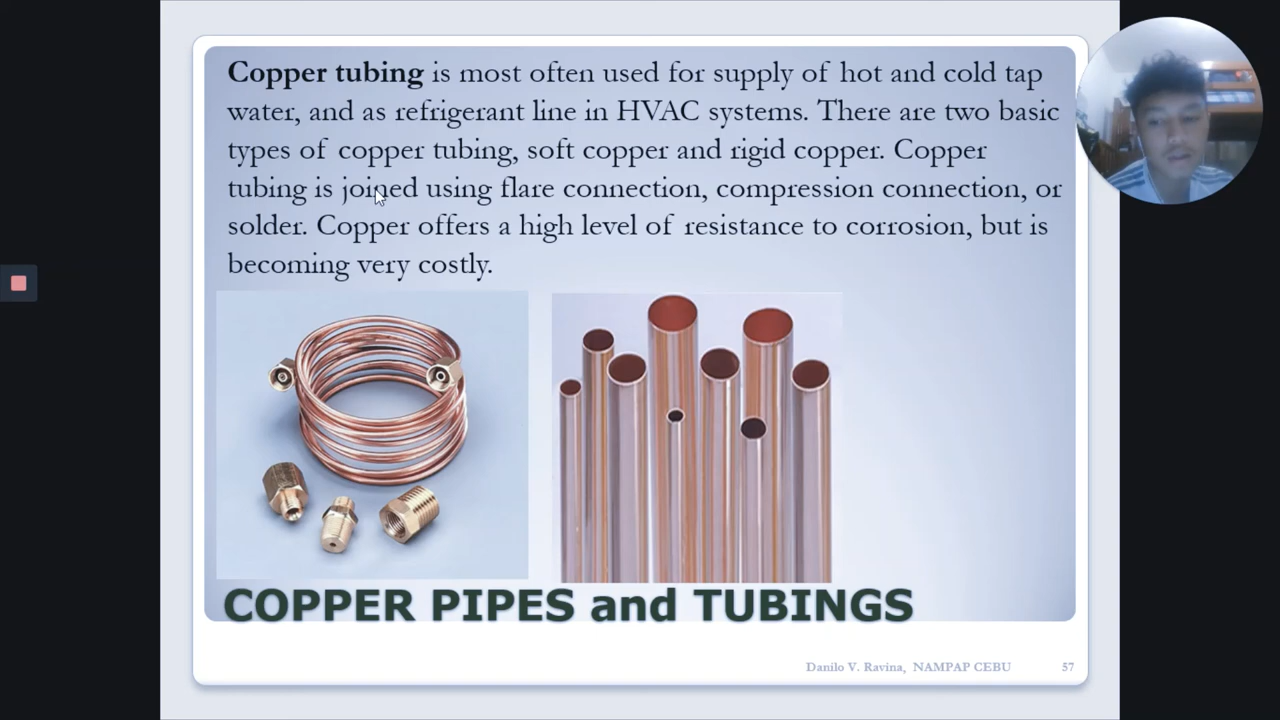 Copper tubing is most often used for supply of hot and cold tap
water, and as refrigerant line in HVAC systems. There are two basic
types of copper tubing, soft copper and rigid copper. Copper
tubing is joined using flare connection, compression connection, or
solder. Copper offers a high level of resistance to corrosion, but is
becoming very costly.
COPPER PIPES and TUBINGS
Danilo V. Ravina, NAMPAP CEBU 57